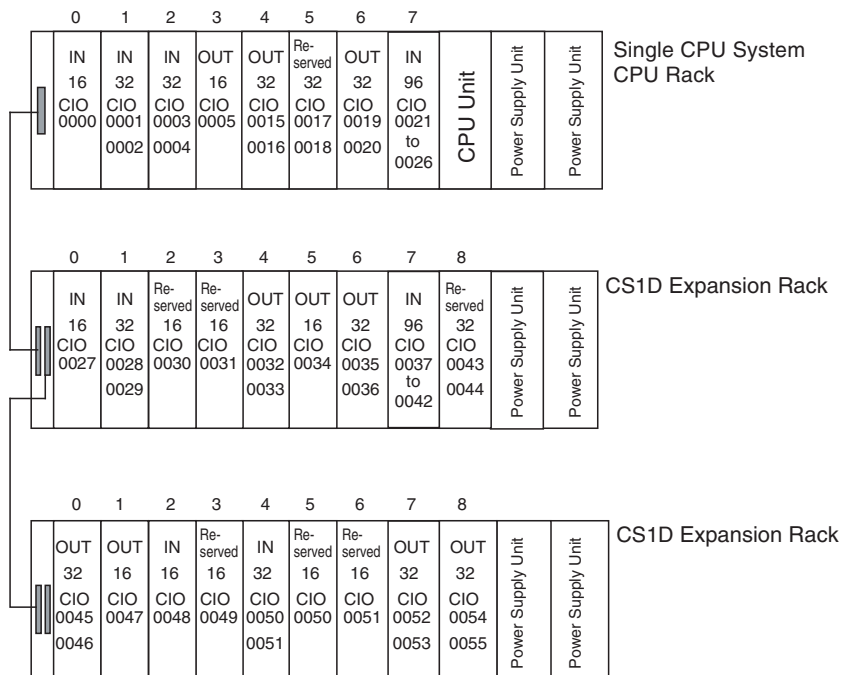 0 1 2 3 4 5 6 7
IN IN IN OUT OUT Re- served OUT IN
16 32 32 16 32 32 32 96
CIO CIO CIO CIO CIO CIO CIO CIO
0000 0001 0003 0005 0015 0017 0019 0021
0002 0004 0016 0018 0020 to 0026
CPU Unit
Power Supply Unit
Power Supply Unit
Single CPU System
CPU Rack
0 1 2 3 4 5 6 7 8
IN IN Re- served Re- served OUT OUT OUT IN Re- served
16 32 16 16 32 16 32 96 32
CIO CIO CIO CIO CIO CIO CIO CIO CIO
0027 0028 0030 0031 0032 0034 0035 0037 0043
0029 0033 0036 to 0042 0044
Power Supply Unit
Power Supply Unit
CS1D Expansion Rack
0 1 2 3 4 5 6 7 8
OUT OUT IN Re- served IN Re- served Re- served OUT OUT
32 16 16 16 32 16 16 32 32
CIO CIO CIO CIO CIO CIO CIO CIO CIO
0045 0047 0048 0049 0050 0050 0051 0052 0054
0046 0051 0053 0055
Power Supply Unit
Power Supply Unit
CS1D Expansion Rack